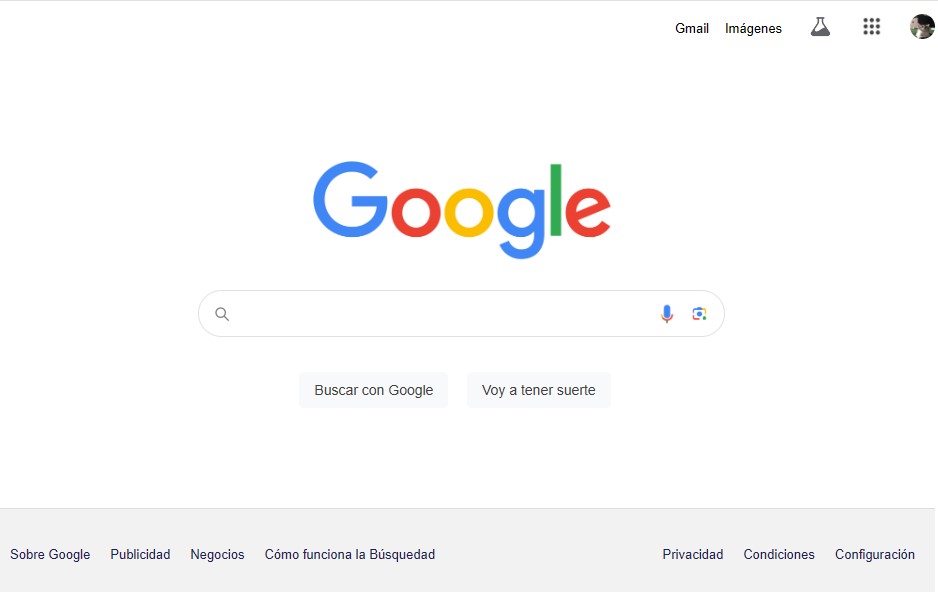 Gmail Imágenes
Google
Buscar con Google Voy a tener suerte
Sobre Google Publicidad Negocios Cómo funciona la Búsquedad Privacidad Condiciones Configuración